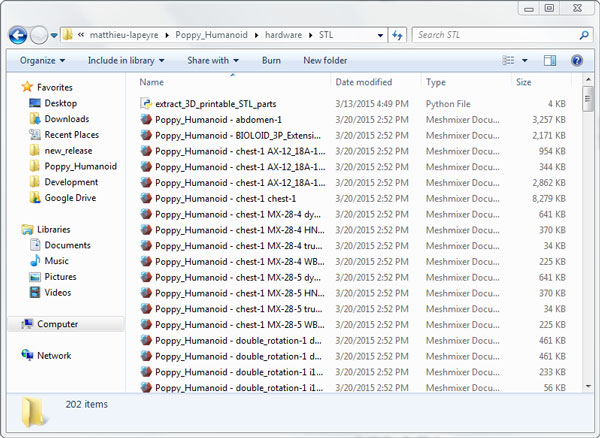 « matthieu-lapeyre ▸ Poppy_Humanoid ▸ hardware ▸ STL Search STL
Organize Include in library Share with Burn New folder
Name Date modified Type Size
Favorites
Desktop
Downloads
Recent Places
new_release
Poppy_Humanoid
Development
Google Drive
Libraries
Documents
Music
Pictures
Videos
Computer
Network
extract_3D_printable_STL_parts 3/13/2015 4:49 PM Python File 4 KB
Poppy_Humanoid - abdomen-1 3/20/2015 2:52 PM Meshmixer Docu... 3,257 KB
Poppy_Humanoid - BIOLOID_3P_Extensi... 3/20/2015 2:52 PM Meshmixer Docu... 2,171 KB
Poppy_Humanoid - chest-1 AX-12_18A-1... 3/20/2015 2:52 PM Meshmixer Docu... 954 KB
Poppy_Humanoid - chest-1 AX-12_18A-1... 3/20/2015 2:52 PM Meshmixer Docu... 344 KB
Poppy_Humanoid - chest-1 AX-12_18A-1... 3/20/2015 2:52 PM Meshmixer Docu... 2,862 KB
Poppy_Humanoid - chest-1 chest-1 3/20/2015 2:52 PM Meshmixer Docu... 8,279 KB
Poppy_Humanoid - chest-1 MX-28-4 dy... 3/20/2015 2:52 PM Meshmixer Docu... 641 KB
Poppy_Humanoid - chest-1 MX-28-4 HN... 3/20/2015 2:52 PM Meshmixer Docu... 370 KB
Poppy_Humanoid - chest-1 MX-28-4 tru... 3/20/2015 2:52 PM Meshmixer Docu... 34 KB
Poppy_Humanoid - chest-1 MX-28-4 WB... 3/20/2015 2:52 PM Meshmixer Docu... 225 KB
Poppy_Humanoid - chest-1 MX-28-5 dy... 3/20/2015 2:52 PM Meshmixer Docu... 641 KB
Poppy_Humanoid - chest-1 MX-28-5 HN... 3/20/2015 2:52 PM Meshmixer Docu... 370 KB
Poppy_Humanoid - chest-1 MX-28-5 tru... 3/20/2015 2:52 PM Meshmixer Docu... 34 KB
Poppy_Humanoid - chest-1 MX-28-5 WB... 3/20/2015 2:52 PM Meshmixer Docu... 225 KB
Poppy_Humanoid - double_rotation-1 d... 3/20/2015 2:52 PM Meshmixer Docu... 461 KB
Poppy_Humanoid - double_rotation-1 d... 3/20/2015 2:52 PM Meshmixer Docu... 461 KB
Poppy_Humanoid - double_rotation-1 i1... 3/20/2015 2:52 PM Meshmixer Docu... 233 KB
Poppy_Humanoid - double_rotation-1 i1... 3/20/2015 2:52 PM Meshmixer Docu... 56 KB
202 items